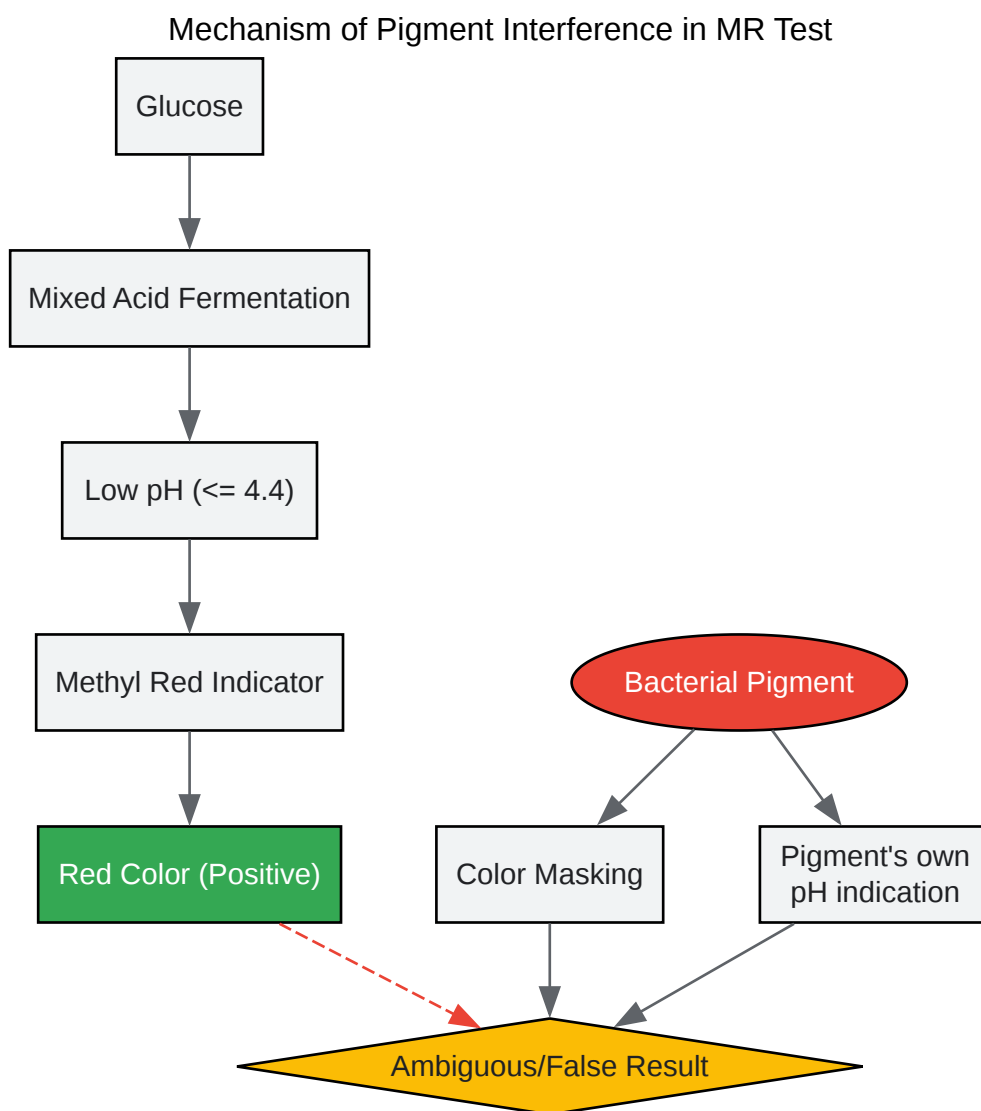 Mechanism of Pigment Interference in MR Test
Glucose
Mixed Acid Fermentation
Low pH (<= 4.4)
Methyl Red Indicator
Bacterial Pigment
Red Color (Positive)
Color Masking
Pigment's own
pH indication
Ambiguous/False Result